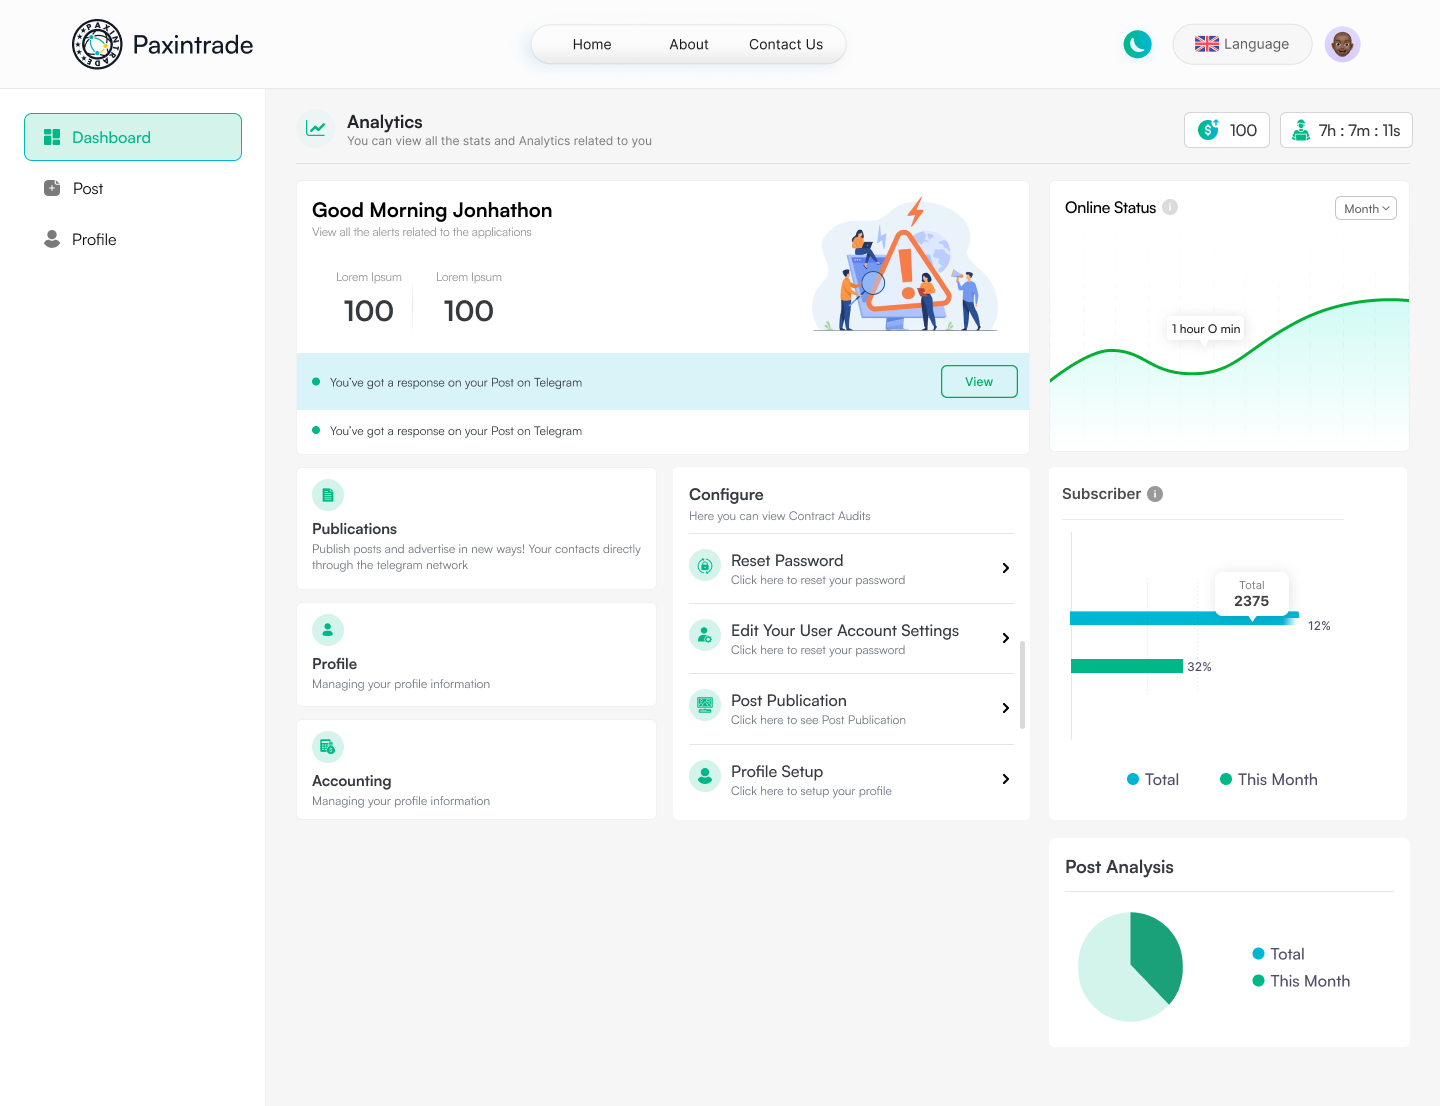 PAXINTRADE
Paxintrade
Home
About
Contact Us
Language
Dashboard
Post
Profile
Analytics
You can view all the stats and Analytics related to you
100
7h : 7m : 11s
Good Morning Jonhathon
View all the alerts related to the applications
Lorem Ipsum
100
Lorem Ipsum
100
You've got a response on your Post on Telegram
View
You've got a response on your Post on Telegram
Online Status
Month
1 hour O min
Publications
Publish posts and advertise in new ways! Your contacts directly
through the telegram network
Profile
Managing your profile information
Accounting
Managing your profile information
Configure
Here you can view Contract Audits
Reset Password
Click here to reset your password
Edit Your User Account Settings
Click here to reset your password
Post Publication
Click here to see Post Publication
Profile Setup
Click here to setup your profile
Subscriber
Total
2375
12%
32%
Total
This Month
Post Analysis
Total
This Month